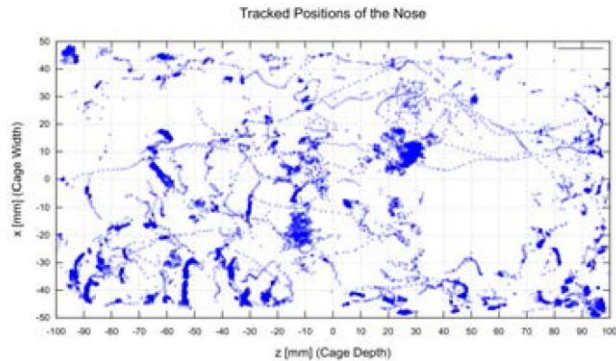 Tracked Positions of the Nose
50
40
30
20
10
0
-10
-20
-30
-40
-50
x [mm] (Cage Width)
-100 -90 -80 -70 -60 -50 -40 -30 -20 -10 0 10 20 30 40 50 60 70 80 90 100
z [mm] (Cage Depth)